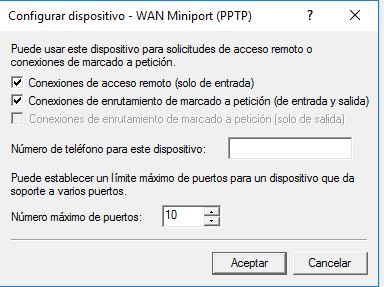 Configurar dispositivo - WAN Miniport (PPTP)
Puede usar este dispositivo para solicitudes de acceso remoto o
conexiones de marcado a petición.
Conexiones de acceso remoto (solo de entrada)
Conexiones de enrutamiento de marcado a petición (de entrada y salida)
Conexiones de enrutamiento de marcado a petición (solo de salida)
Número de teléfono para este dispositivo:
Puede establecer un límite máximo de puertos para un dispositivo que da
soporte a varios puertos.
Número máximo de puertos: 10
Aceptar Cancelar